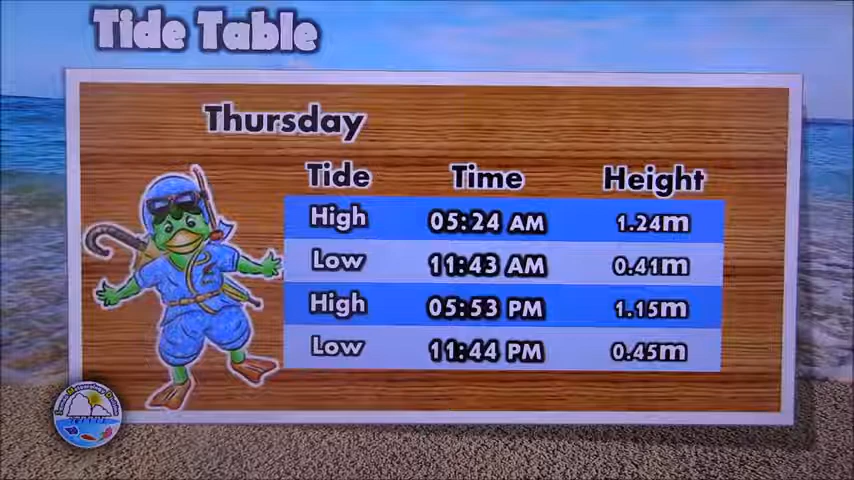 Tide Table
Thursday
Tide Time Height
High 05:24 AM 1.24m
Low 11:43 AM 0.41m
High 05:53 PM 1.15m
Low 11:44 PM 0.45m